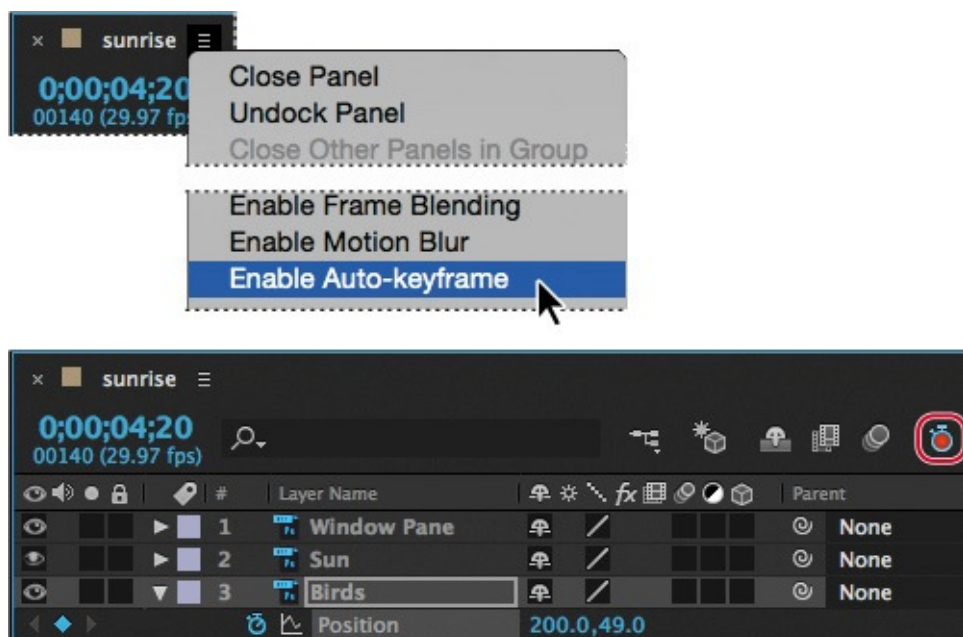 sunrise
0;00;04;20
00140 (29.97 fp
Close Panel
Undock Panel
Close Other Panels in Group
Enable Frame Blending
Enable Motion Blur
Enable Auto-keyframe
sunrise
0;00;04;20
00140 (29.97 fps)
# Layer Name fx Parent
1 Window Pane None
2 Sun None
3 Birds None
Position 200.0,49.0